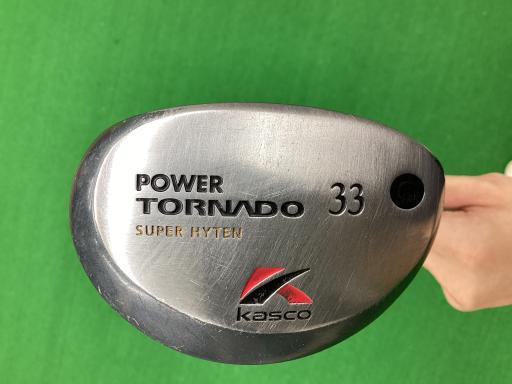 POWER
TORNADO 33
SUPER HYTEN
kasco